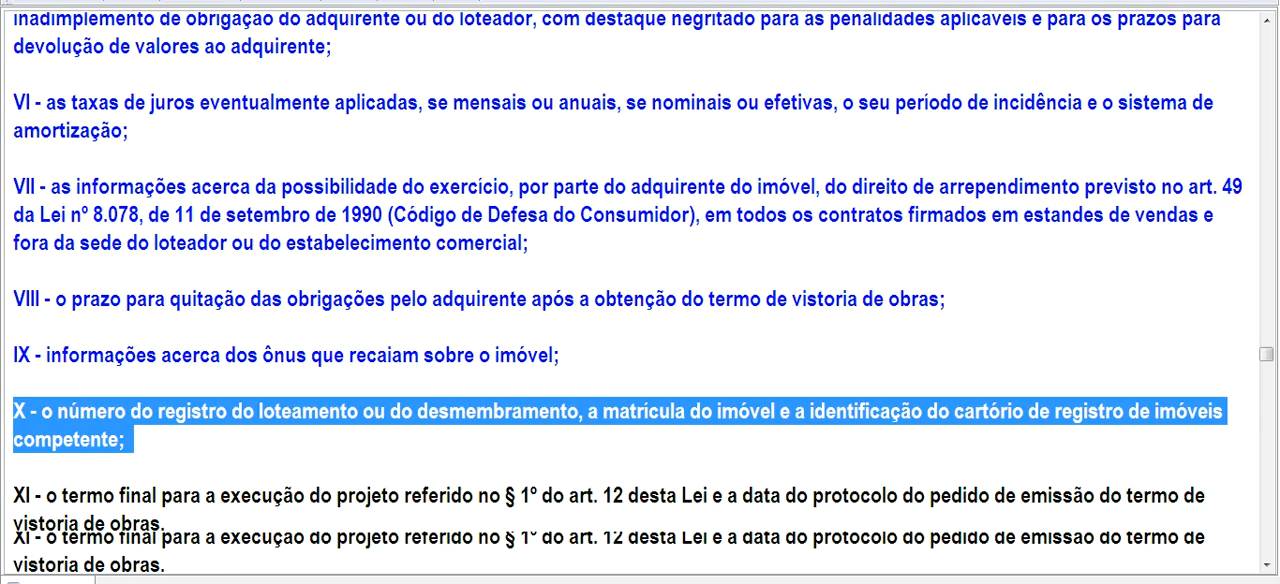 inadimplemento de obrigação do adquirente ou do loteador, com destaque negritado para as penalidades aplicáveis e para os prazos para
devolução de valores ao adquirente;
VI - as taxas de juros eventualmente aplicadas, se mensais ou anuais, se nominais ou efetivas, o seu período de incidência e o sistema de
amortização;
VII - as informações acerca da possibilidade do exercício, por parte do adquirente do imóvel, do direito de arrependimento previsto no art. 49
da Lei nº 8.078, de 11 de setembro de 1990 (Código de Defesa do Consumidor), em todos os contratos firmados em estandes de vendas e
fora da sede do loteador ou do estabelecimento comercial;
VIII - o prazo para quitação das obrigações pelo adquirente após a obtenção do termo de vistoria de obras;
IX - informações acerca dos ônus que recaiam sobre o imóvel;
X - o número do registro do loteamento ou do desmembramento, a matrícula do imóvel e a identificação do cartório de registro de imóveis
competente;
XI - o termo final para a execução do projeto referido no § 1º do art. 12 desta Lei e a data do protocolo do pedido de emissão do termo de
vistoria de obras.
XI - o termo final para a execução do projeto referido no § 1º do art. 12 desta Lei e a data do protocolo do pedido de emissão do termo de
vistoria de obras.